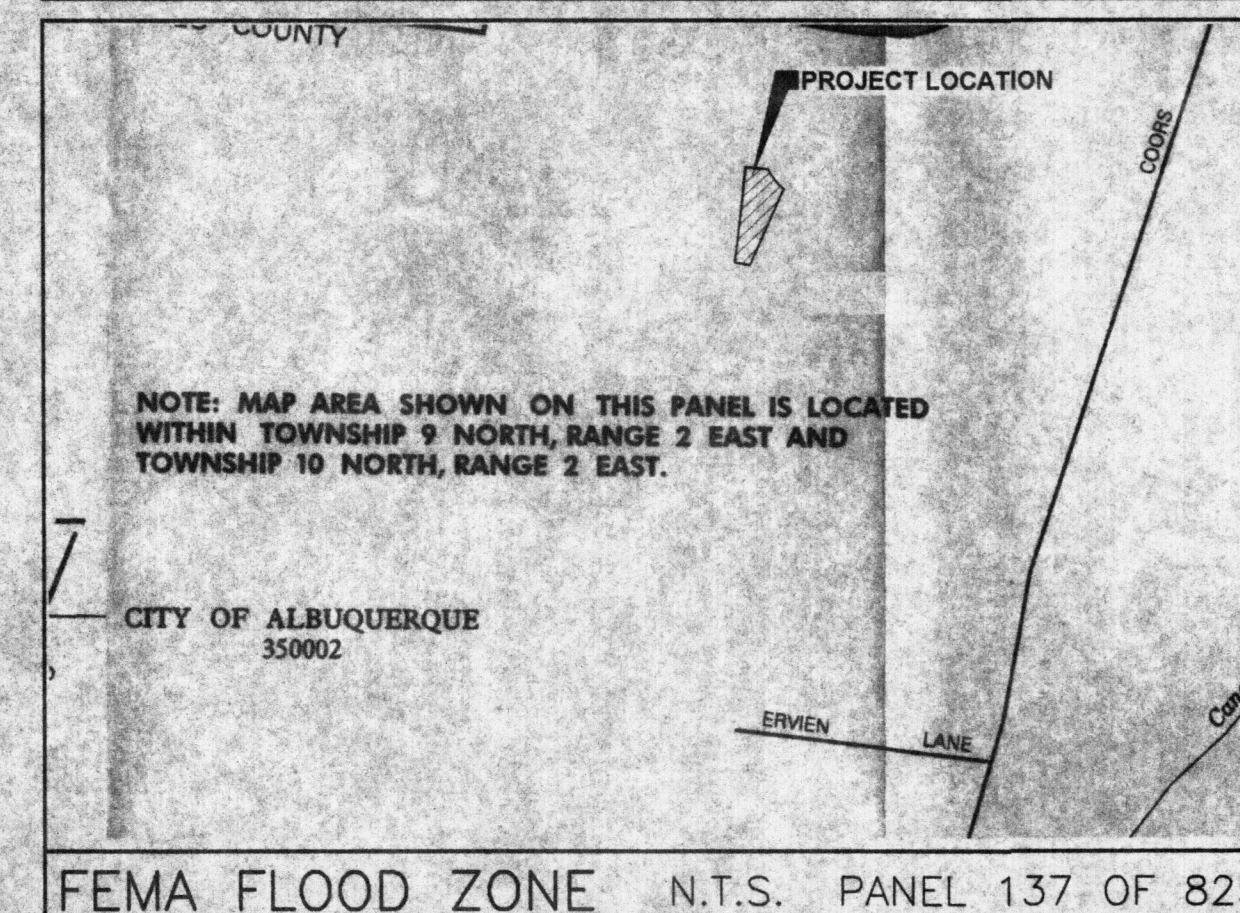 COUNTY
PROJECT LOCATION
COORS
NOTE: MAP AREA SHOWN ON THIS PANEL IS LOCATED
WITHIN TOWNSHIP 9 NORTH, RANGE 2 EAST AND
TOWNSHIP 10 NORTH, RANGE 2 EAST.
CITY OF ALBUQUERQUE
350002
ERVIEN LANE
FEMA FLOOD ZONE N.T.S. PANEL 137 OF